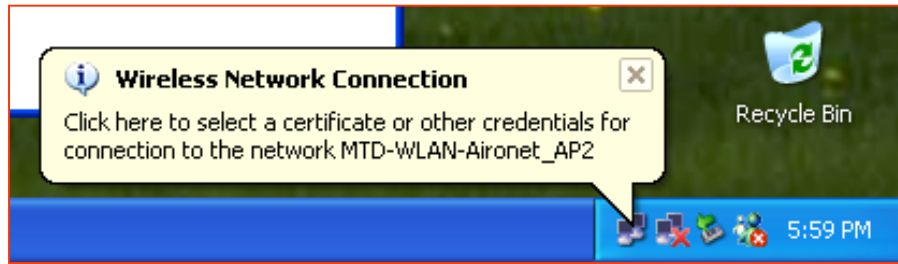 Wireless Network Connection
Click here to select a certificate or other credentials for
connection to the network MTD-WLAN-Aironet_AP2
Recycle Bin
5:59 PM